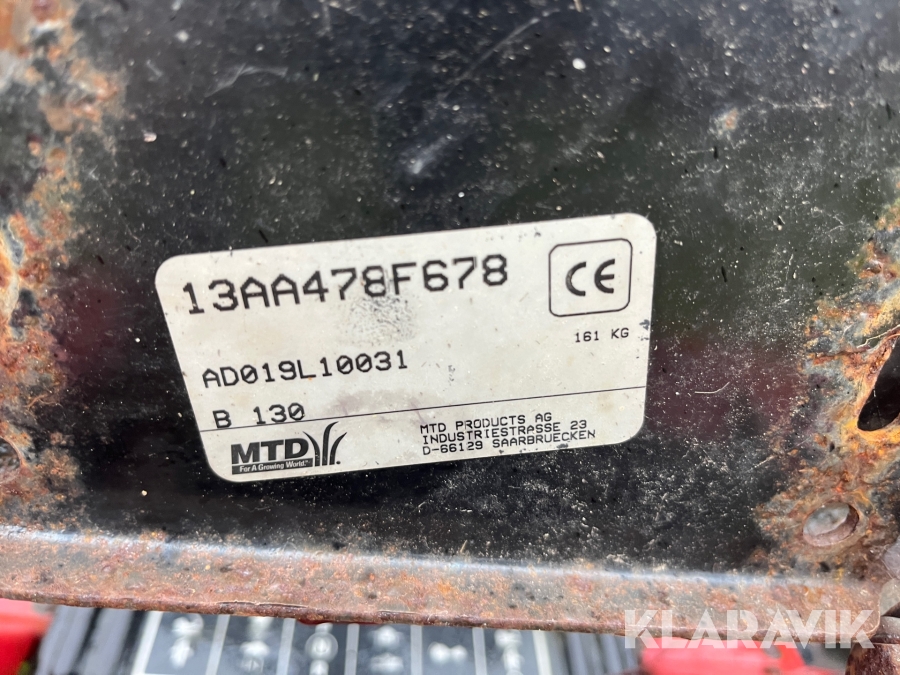 13AA478F678
CE
161 KG
AD019L10031
B 130
MTD
For A Growing World.
MTD PRODUCTS AG
INDUSTRIESTRASSE 23
D-66129 SAARBRUECKEN
KLARAVIK